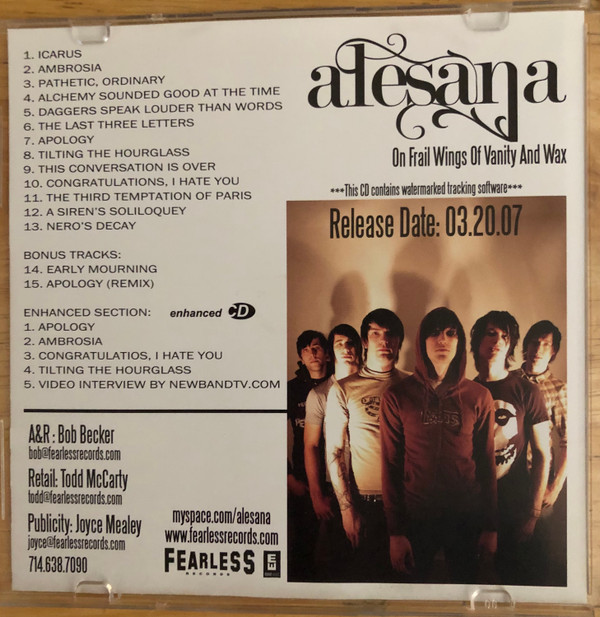 1. ICARUS
2. AMBROSIA
3. PATHETIC, ORDINARY
4. ALCHEMY SOUNDED GOOD AT THE TIME
5. DAGGERS SPEAK LOUDER THAN WORDS
6. THE LAST THREE LETTERS
7. APOLOGY
8. TILTING THE HOURGLASS
9. THIS CONVERSATION IS OVER
10. CONGRATULATIONS, I HATE YOU
11. THE THIRD TEMPTATION OF PARIS
12. A SIREN'S SOLILOQUEY
13. NERO'S DECAY
BONUS TRACKS:
14. EARLY MOURNING
15. APOLOGY (REMIX)
ENHANCED SECTION: enhanced CD
1. APOLOGY
2. AMBROSIA
3. CONGRATULATIOS, I HATE YOU
4. TILTING THE HOURGLASS
5. VIDEO INTERVIEW BY NEWBANDTV.COM
A&R : Bob Becker
bob@fearlessrecords.com
Retail: Todd McCarty
todd@fearlessrecords.com
Publicity: Joyce Mealey
joyce@fearlessrecords.com
714.638.7090
myspace.com/alesana
www.fearlessrecords.com
FEARLESS
RECORDS
alesana
On Frail Wings Of Vanity And Wax
***This CD contains watermarked tracking software***
Release Date: 03.20.07